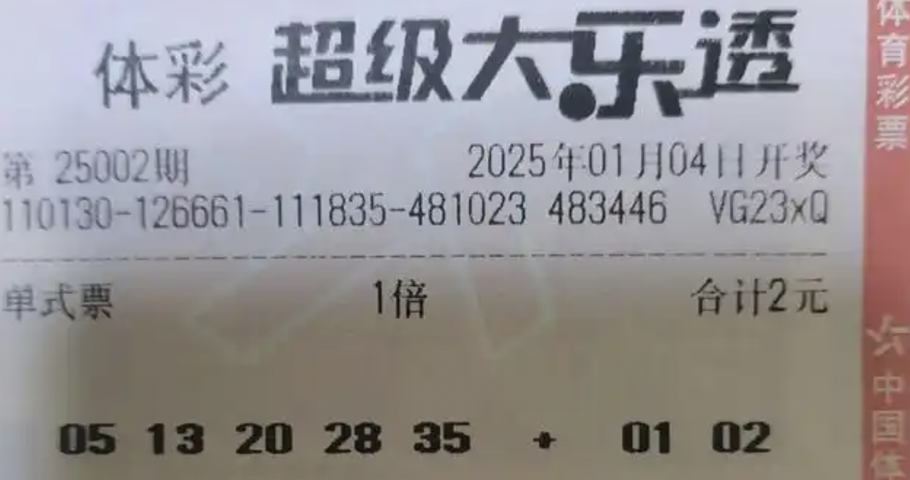 体彩 超级大乐透
第 25002期 2025年01月04日开奖
110130-126661-111835-481023 483446 VG23xQ
单式票 1倍 合计2元
05 13 20 28 35 + 01 02
体育彩票
中国体